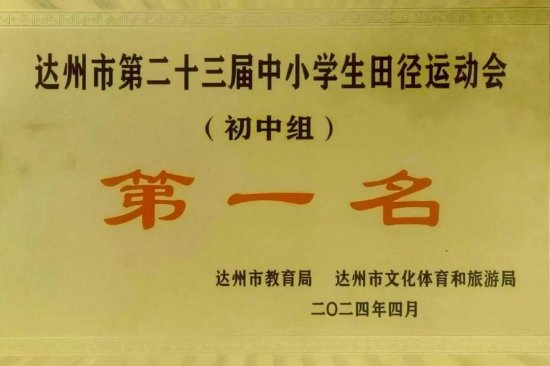 达州市第二十三届中小学生田径运动会
（初中组）
第一名
达州市教育局 达州市文化体育和旅游局
二〇二四年四月